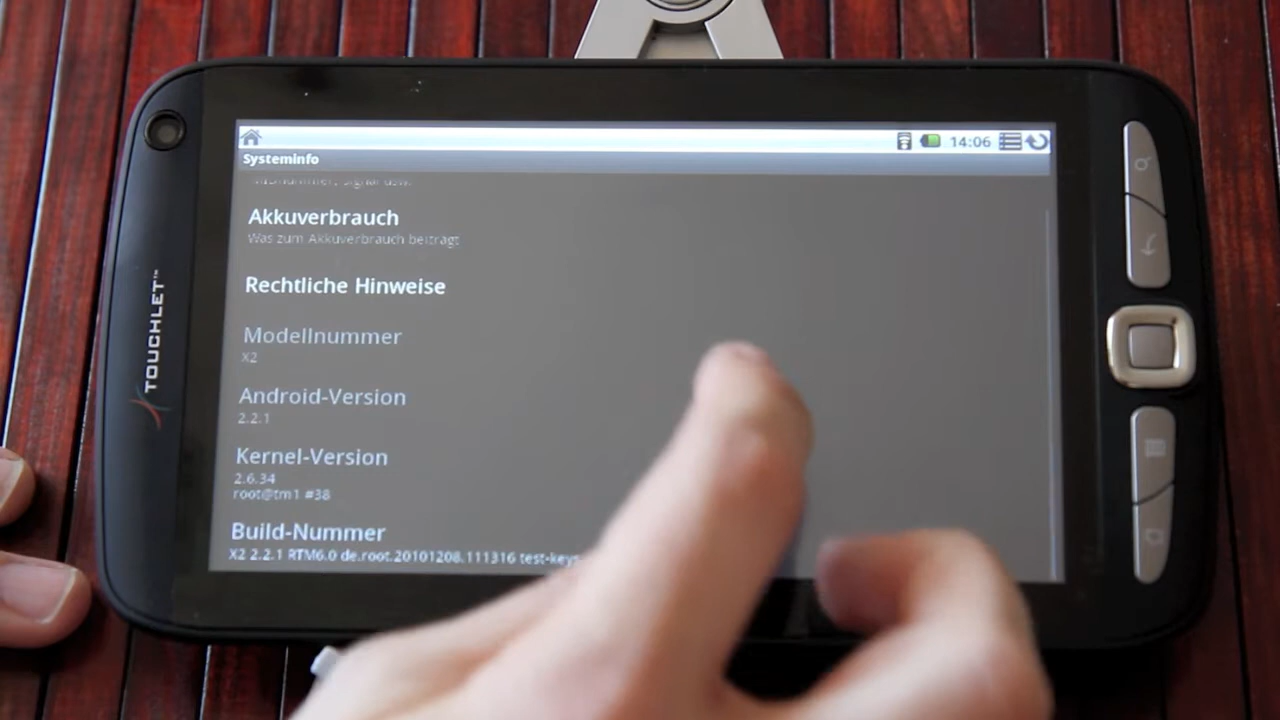 14:06
Systeminfo
Akkuverbrauch
Was zum Akkuverbrauch beiträgt
Rechtliche Hinweise
Modellnummer
X2
Android-Version
2.2.1
Kernel-Version
2.6.34
root@tm1 #38
Build-Nummer
X2 2.2.1 RTM6.0 de.root.20101208.111316 test-keys
TOUCHLET™